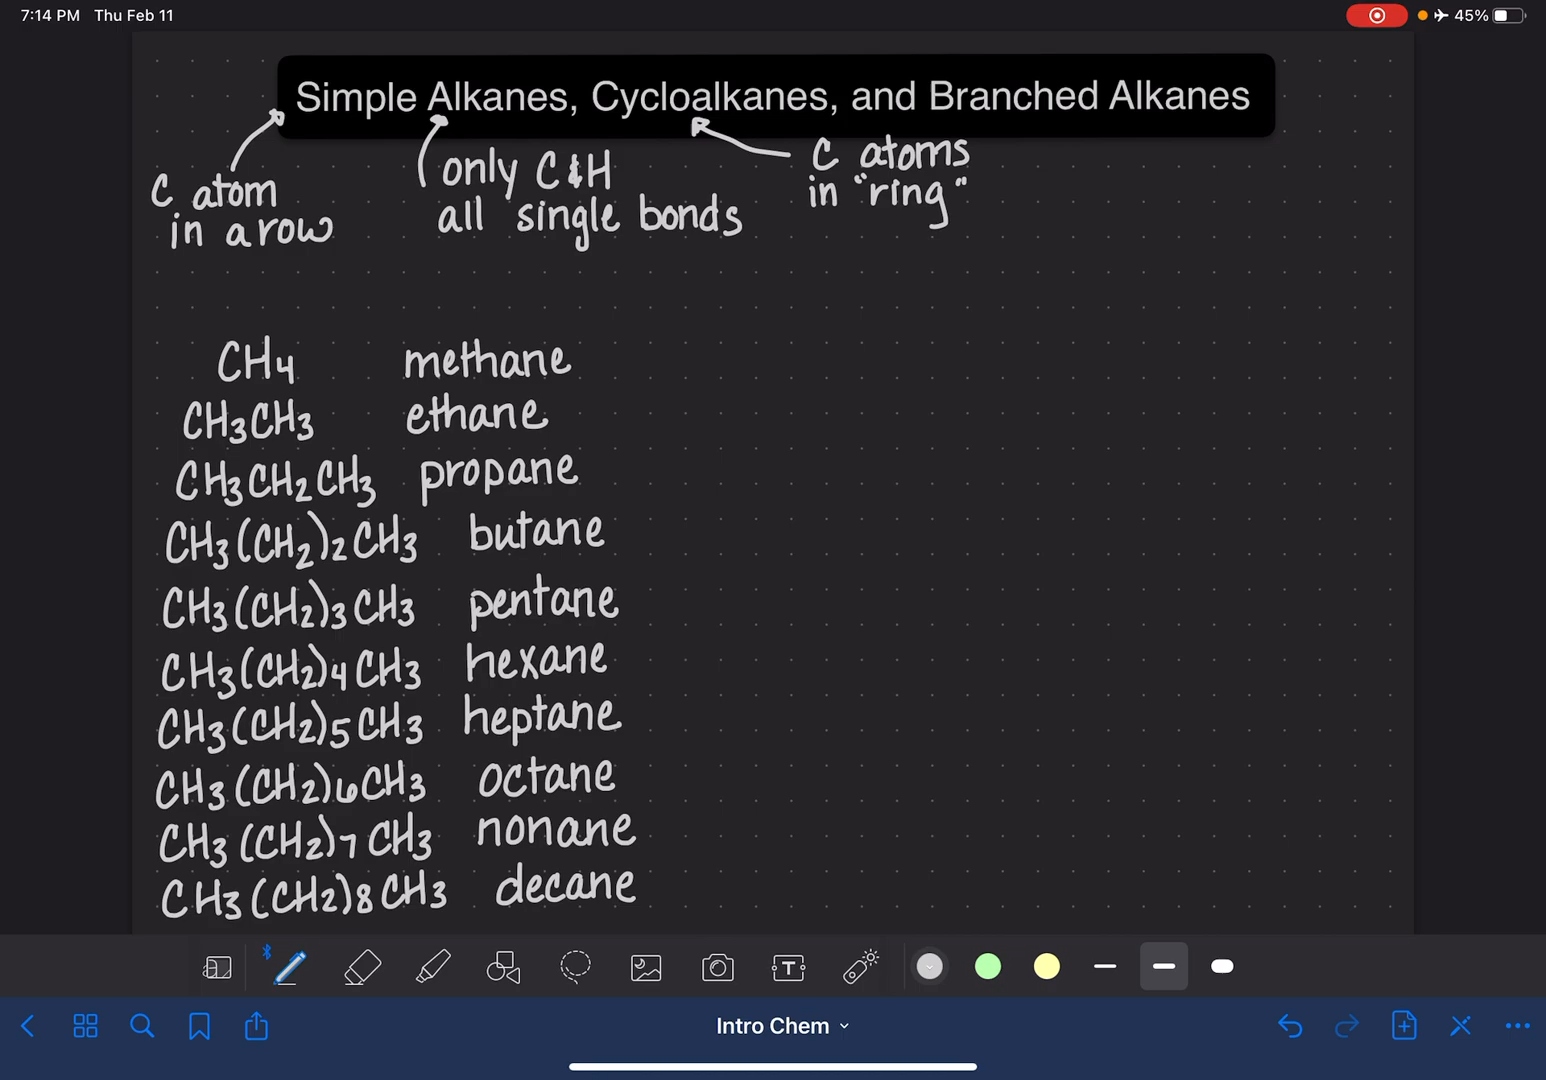 7:14 PM Thu Feb 11
45%
Simple Alkanes, Cycloalkanes, and Branched Alkanes
C atom
in a row
only C & H
all single bonds
C atoms
in "ring"
CH4 methane
CH3CH3 ethane
CH3CH2CH3 propane
CH3(CH2)2CH3 butane
CH3(CH2)3CH3 pentane
CH3(CH2)4CH3 hexane
CH3(CH2)5CH3 heptane
CH3(CH2)6CH3 octane
CH3(CH2)7CH3 nonane
CH3(CH2)8CH3 decane
T
Intro Chem